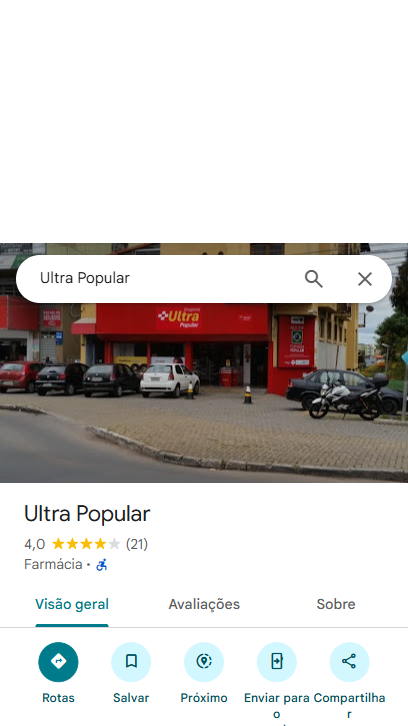 Ultra Popular
Ultra
Popular
POPULAR
Ultra Popular
4,0 (21)
Farmácia •
Visão geral
Avaliações
Sobre
Rotas
Salvar
Próximo
Enviar para o
Compartilhar